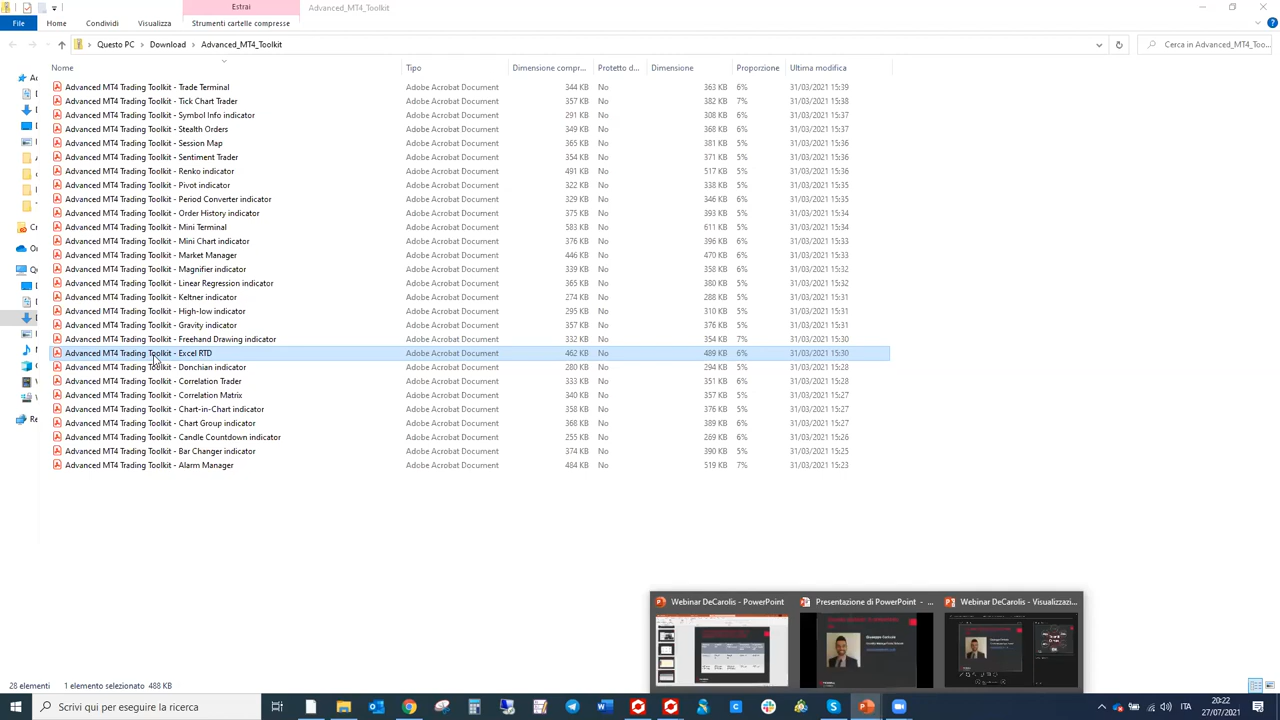 Estrai
Advanced_MT4_Toolkit
File Home Condividi Visualizza Strumenti cartelle compresse
Questo PC Download Advanced_MT4_Toolkit
Cerca in Advanced_MT4_Too...
Nome Tipo Dimensione compr... Protetto d... Dimensione Proporzione Ultima modifica
Advanced MT4 Trading Toolkit - Trade Terminal Adobe Acrobat Document 344 KB No 363 KB 6% 31/03/2021 15:39
Advanced MT4 Trading Toolkit - Tick Chart Trader Adobe Acrobat Document 357 KB No 382 KB 7% 31/03/2021 15:38
Advanced MT4 Trading Toolkit - Symbol Info indicator Adobe Acrobat Document 291 KB No 308 KB 6% 31/03/2021 15:37
Advanced MT4 Trading Toolkit - Stealth Orders Adobe Acrobat Document 349 KB No 368 KB 6% 31/03/2021 15:37
Advanced MT4 Trading Toolkit - Session Map Adobe Acrobat Document 365 KB No 381 KB 5% 31/03/2021 15:36
Advanced MT4 Trading Toolkit - Sentiment Trader Adobe Acrobat Document 354 KB No 371 KB 5% 31/03/2021 15:36
Advanced MT4 Trading Toolkit - Renko indicator Adobe Acrobat Document 491 KB No 517 KB 5% 31/03/2021 15:36
Advanced MT4 Trading Toolkit - Pivot indicator Adobe Acrobat Document 322 KB No 338 KB 5% 31/03/2021 15:35
Advanced MT4 Trading Toolkit - Period Converter indicator Adobe Acrobat Document 329 KB No 346 KB 6% 31/03/2021 15:35
Advanced MT4 Trading Toolkit - Order History indicator Adobe Acrobat Document 375 KB No 393 KB 5% 31/03/2021 15:34
Advanced MT4 Trading Toolkit - Mini Terminal Adobe Acrobat Document 583 KB No 611 KB 5% 31/03/2021 15:34
Advanced MT4 Trading Toolkit - Mini Chart indicator Adobe Acrobat Document 376 KB No 396 KB 6% 31/03/2021 15:33
Advanced MT4 Trading Toolkit - Market Manager Adobe Acrobat Document 446 KB No 470 KB 6% 31/03/2021 15:33
Advanced MT4 Trading Toolkit - Magnifier indicator Adobe Acrobat Document 339 KB No 358 KB 6% 31/03/2021 15:32
Advanced MT4 Trading Toolkit - Linear Regression indicator Adobe Acrobat Document 365 KB No 380 KB 5% 31/03/2021 15:32
Advanced MT4 Trading Toolkit - Keltner indicator Adobe Acrobat Document 274 KB No 288 KB 5% 31/03/2021 15:31
Advanced MT4 Trading Toolkit - High-low indicator Adobe Acrobat Document 295 KB No 310 KB 6% 31/03/2021 15:31
Advanced MT4 Trading Toolkit - Gravity indicator Adobe Acrobat Document 357 KB No 376 KB 5% 31/03/2021 15:31
Advanced MT4 Trading Toolkit - Freehand Drawing indicator Adobe Acrobat Document 332 KB No 354 KB 7% 31/03/2021 15:30
Advanced MT4 Trading Toolkit - Excel RTD Adobe Acrobat Document 462 KB No 489 KB 6% 31/03/2021 15:30
Advanced MT4 Trading Toolkit - Donchian indicator Adobe Acrobat Document 280 KB No 294 KB 5% 31/03/2021 15:28
Advanced MT4 Trading Toolkit - Correlation Trader Adobe Acrobat Document 333 KB No 351 KB 6% 31/03/2021 15:28
Advanced MT4 Trading Toolkit - Correlation Matrix Adobe Acrobat Document 340 KB No 357 KB 5% 31/03/2021 15:27
Advanced MT4 Trading Toolkit - Chart-in-Chart indicator Adobe Acrobat Document 358 KB No 376 KB 5% 31/03/2021 15:27
Advanced MT4 Trading Toolkit - Chart Group indicator Adobe Acrobat Document 368 KB No 389 KB 6% 31/03/2021 15:27
Advanced MT4 Trading Toolkit - Candle Countdown indicator Adobe Acrobat Document 255 KB No 269 KB 6% 31/03/2021 15:26
Advanced MT4 Trading Toolkit - Bar Changer indicator Adobe Acrobat Document 374 KB No 390 KB 5% 31/03/2021 15:25
Advanced MT4 Trading Toolkit - Alarm Manager Adobe Acrobat Document 484 KB No 519 KB 7% 31/03/2021 15:23
Webinar DeCarolis - PowerPoint Presentazione di PowerPoint - ... Webinar DeCarolis - Visualizzazi...
28 elementi 1 elemento selezionato 488 KB
Scrivi qui per eseguire la ricerca
ITA
20:22
27/07/2021